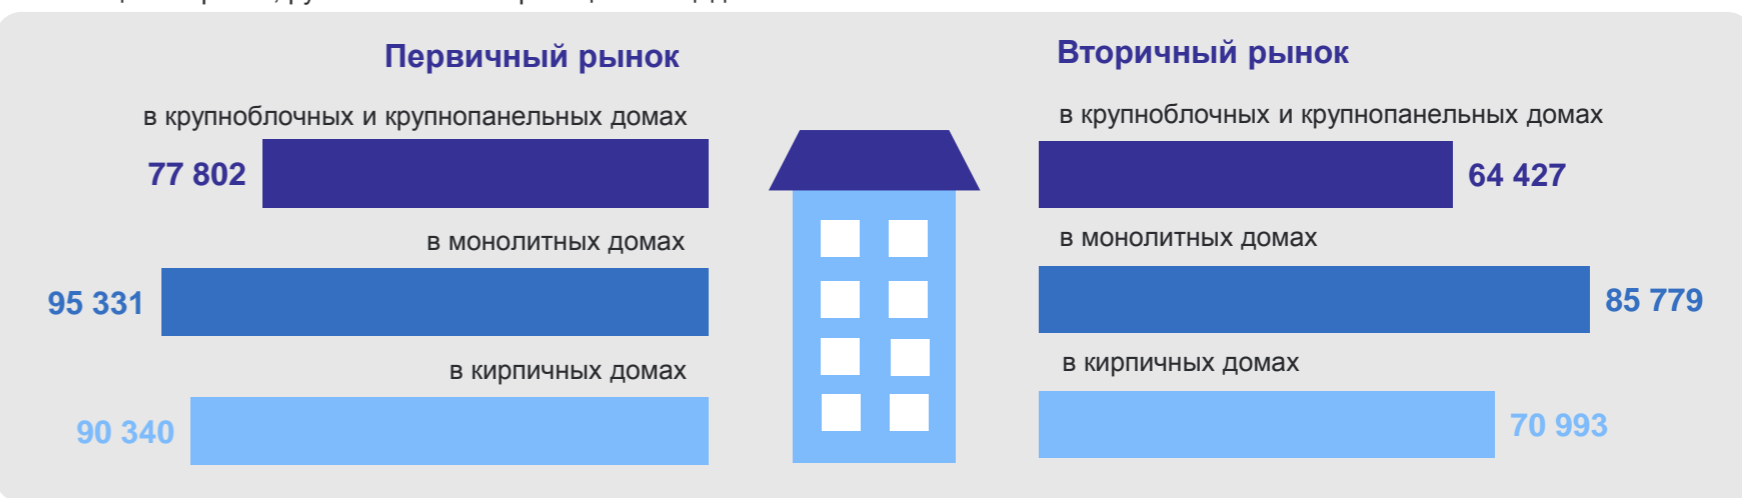 Первичный рынок
в крупноблочных и крупнопанельных домах
77 802
в монолитных домах
95 331
в кирпичных домах
90 340
Вторичный рынок
в крупноблочных и крупнопанельных домах
64 427
в монолитных домах
85 779
в кирпичных домах
70 993